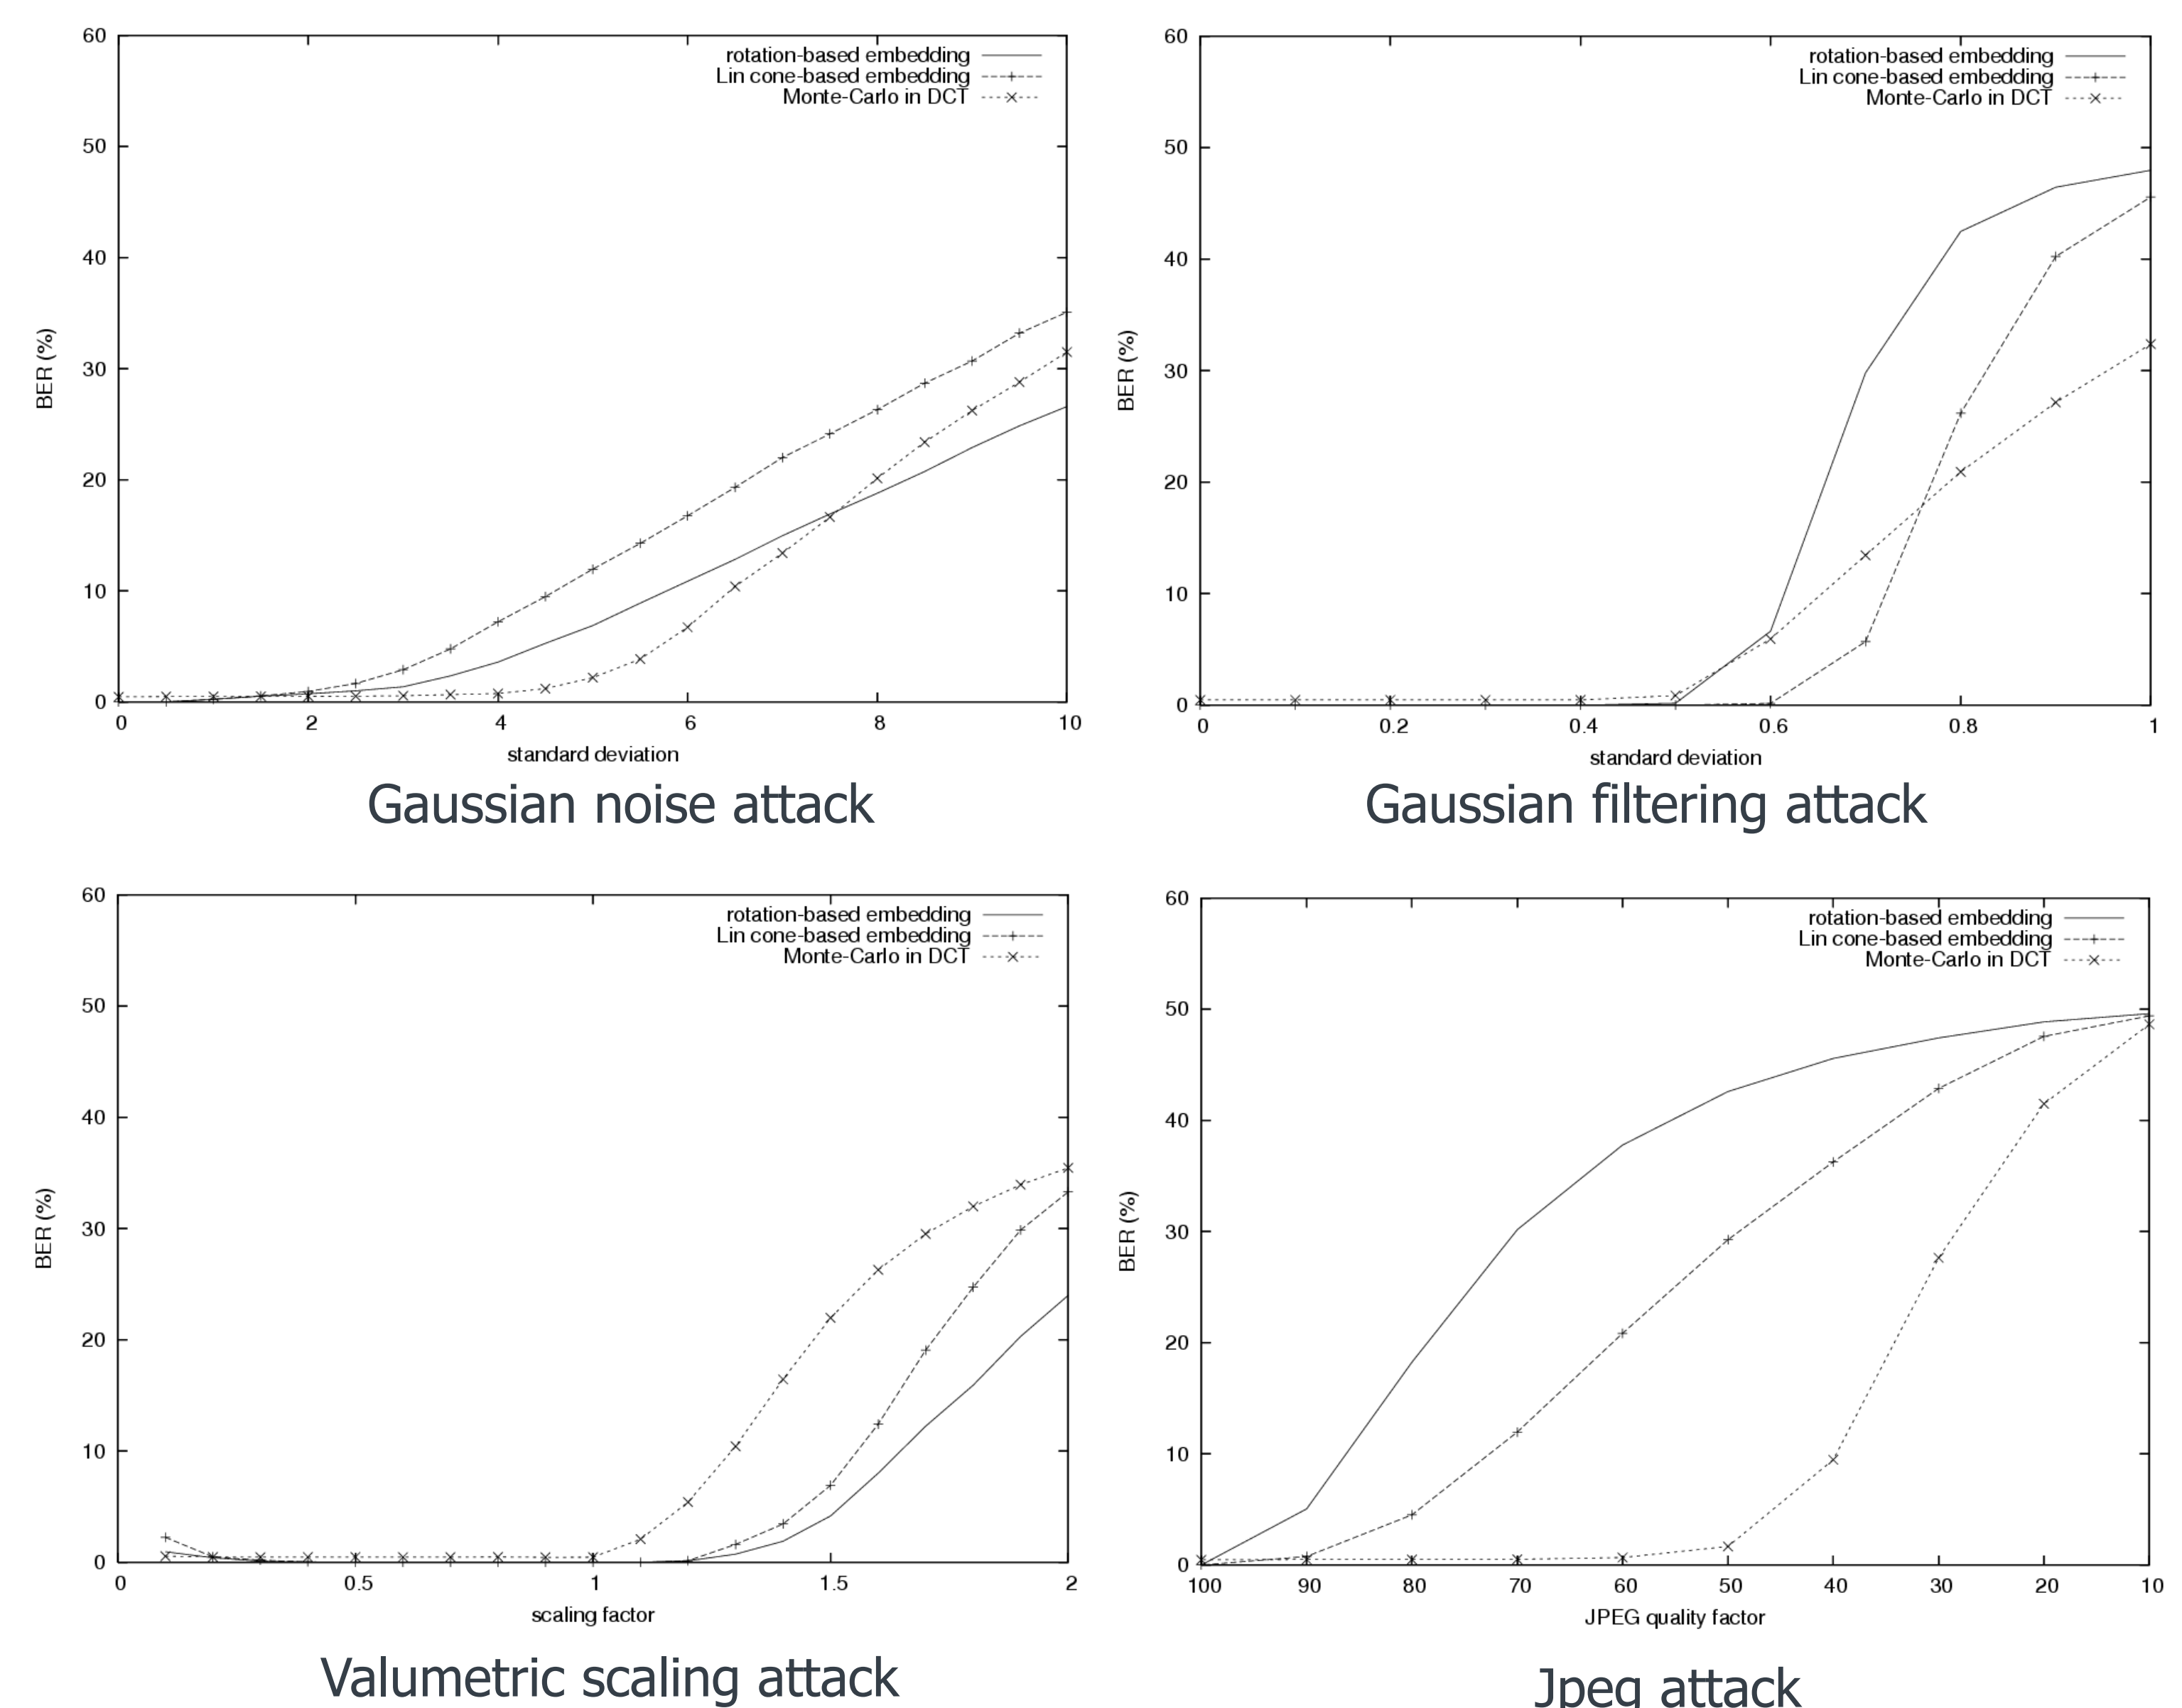 60
50
40
30
20
10
0
BER (%)
rotation-based embedding
Lin cone-based embedding
Monte-Carlo in DCT
0 2 4 6 8 10
standard deviation
Gaussian noise attack
60
50
40
30
20
10
0
BER (%)
rotation-based embedding
Lin cone-based embedding
Monte-Carlo in DCT
0 0.2 0.4 0.6 0.8 1
standard deviation
Gaussian filtering attack
60
50
40
30
20
10
0
BER (%)
rotation-based embedding
Lin cone-based embedding
Monte-Carlo in DCT
0 0.5 1 1.5 2
scaling factor
Valumetric scaling attack
60
50
40
30
20
10
0
BER (%)
rotation-based embedding
Lin cone-based embedding
Monte-Carlo in DCT
100 90 80 70 60 50 40 30 20 10
JPEG quality factor
Jpeg attack